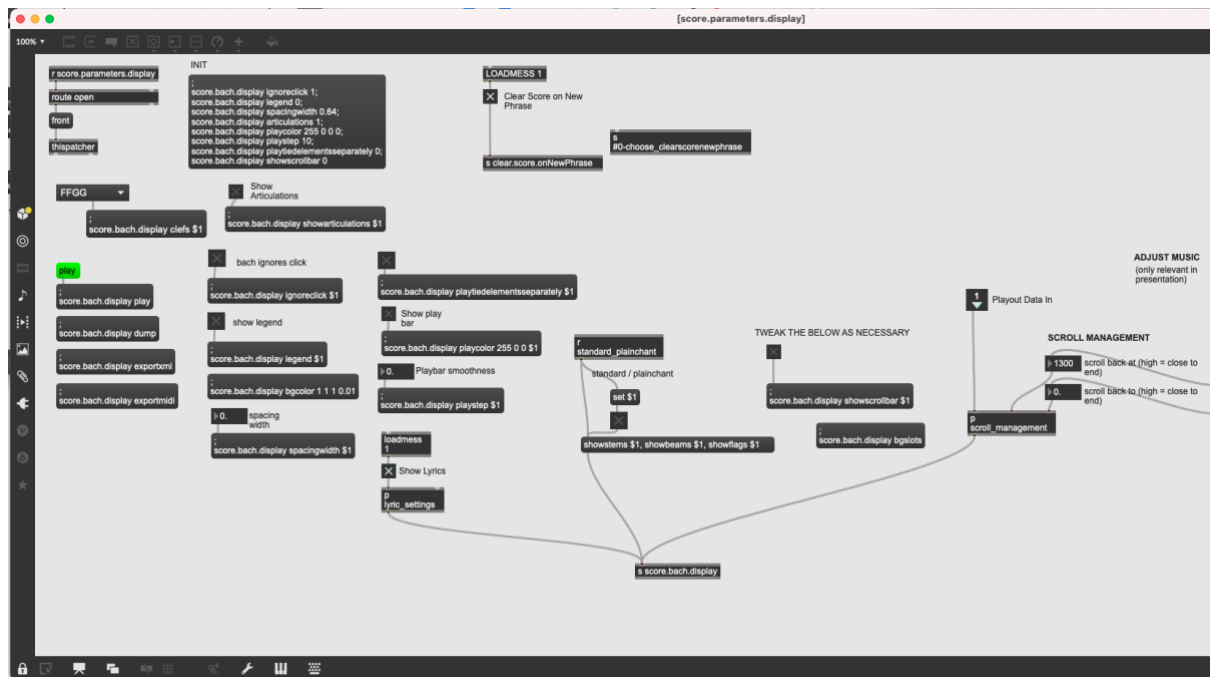 [score.parameters.display]
100%
r score.parameters.display
route open
front
thispatcher
INIT
;
score.bach.display ignoreclick 1;
score.bach.display legend 0;
score.bach.display spacingwidth 0.64;
score.bach.display articulations 1;
score.bach.display playcolor 255 0 0 0;
score.bach.display playstep 10;
score.bach.display playtiedelementsseparately 0;
score.bach.display showscrollbar 0
LOADMESS 1
Clear Score on New
Phrase
s clear.score.onNewPhrase
s
#0-choose_clearscorenewphrase
FFGG
;
score.bach.display clefs $1
Show
Articulations
;
score.bach.display showarticulations $1
play
;
score.bach.display play
;
score.bach.display dump
;
score.bach.display exportxml
;
score.bach.display exportmidi
bach ignores click
;
score.bach.display ignoreclick $1
show legend
;
score.bach.display legend $1
;
score.bach.display bgcolor 1 1 1 0.01
0.
spacing
width
;
score.bach.display spacingwidth $1
;
score.bach.display playtiedelementsseparately $1
Show play
bar
;
score.bach.display playcolor 255 0 0 $1
0.
Playbar smoothness
;
score.bach.display playstep $1
loadmess
1
Show Lyrics
p
lyric_settings
r
standard_plainchant
standard / plainchant
set $1
showstems $1, showbeams $1, showflags $1
s score.bach.display
TWEAK THE BELOW AS NECESSARY
;
score.bach.display showscrollbar $1
;
score.bach.display bgslots
ADJUST MUSIC
(only relevant in
presentation)
1
Playout Data In
SCROLL MANAGEMENT
1300
scroll back at (high = close to
end)
0.
scroll back to (high = close to
end)
p
scroll_management